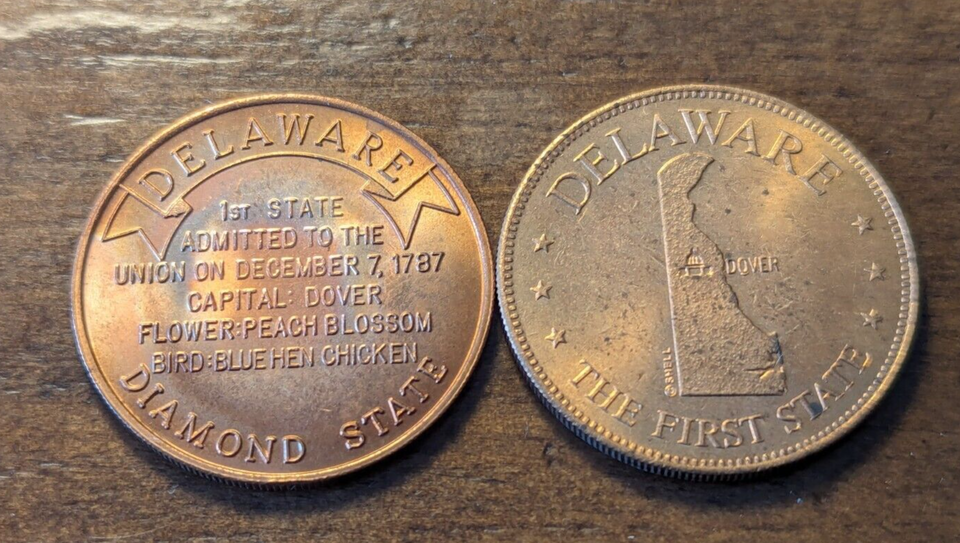 DELAWARE
1ST STATE
ADMITTED TO THE
UNION ON DECEMBER 7, 1787
CAPITAL: DOVER
FLOWER:PEACH BLOSSOM
BIRD:BLUE HEN CHICKEN
DIAMOND STATE
DELAWARE
DOVER
©SHELL
THE FIRST STATE